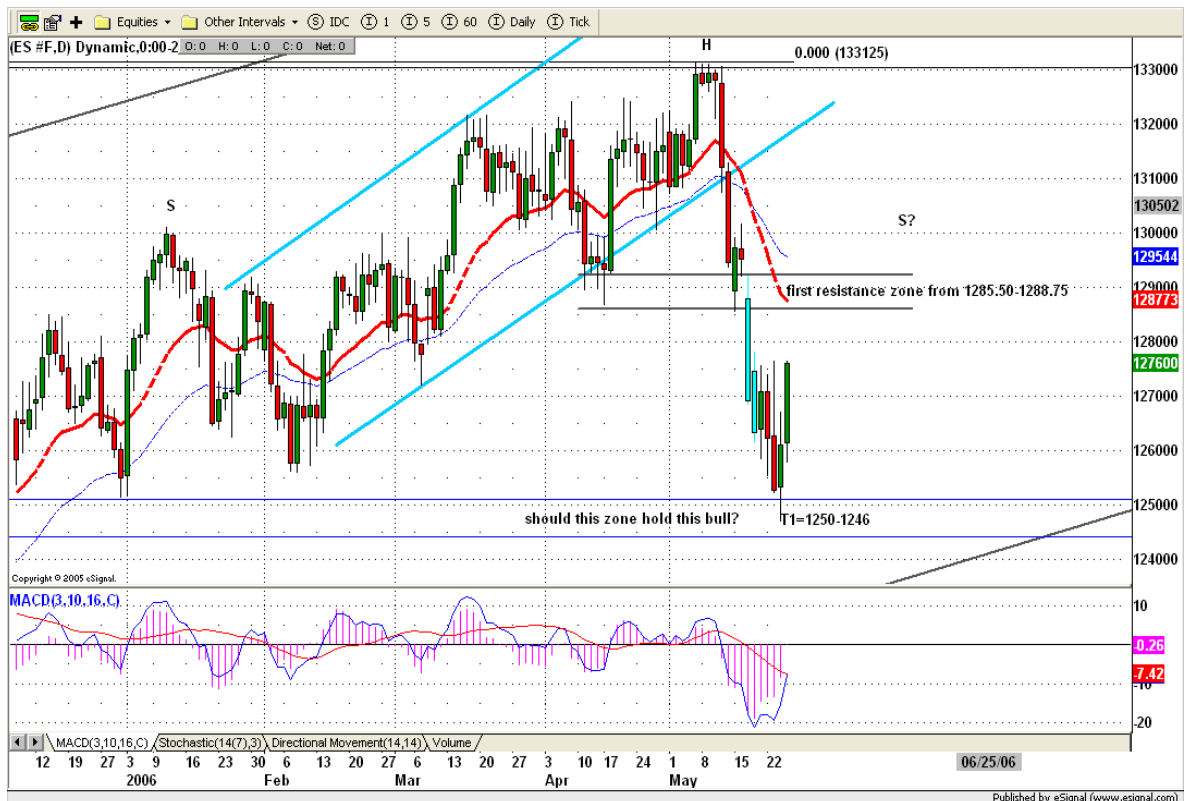 Equities Other Intervals IDC 1 5 60 Daily Tick
(ES #F,D) Dynamic,0:00-2 O: 0 H: 0 L: 0 C: 0 Net: 0
H
0.000 (133125)
133000
132000
131000
S
130502
S?
130000
129544
129000
first resistance zone from 1285.50-1288.75
128773
128000
127600
127000
126000
125000
should this zone hold this bull?
T1=1250-1246
124000
Copyright © 2005 eSignal.
MACD(3,10,16,C)
10
-0.26
-7.42
-10
-20
MACD(3,10,16,C) Stochastic(14(7),3) Directional Movement(14,14) Volume
12 19 27 3 9 16 23 30 6 13 20 27 6 13 20 27 3 10 17 24 1 8 15 22 06/25/06
2006 Feb Mar Apr May
Published by eSignal (www.esignal.com)